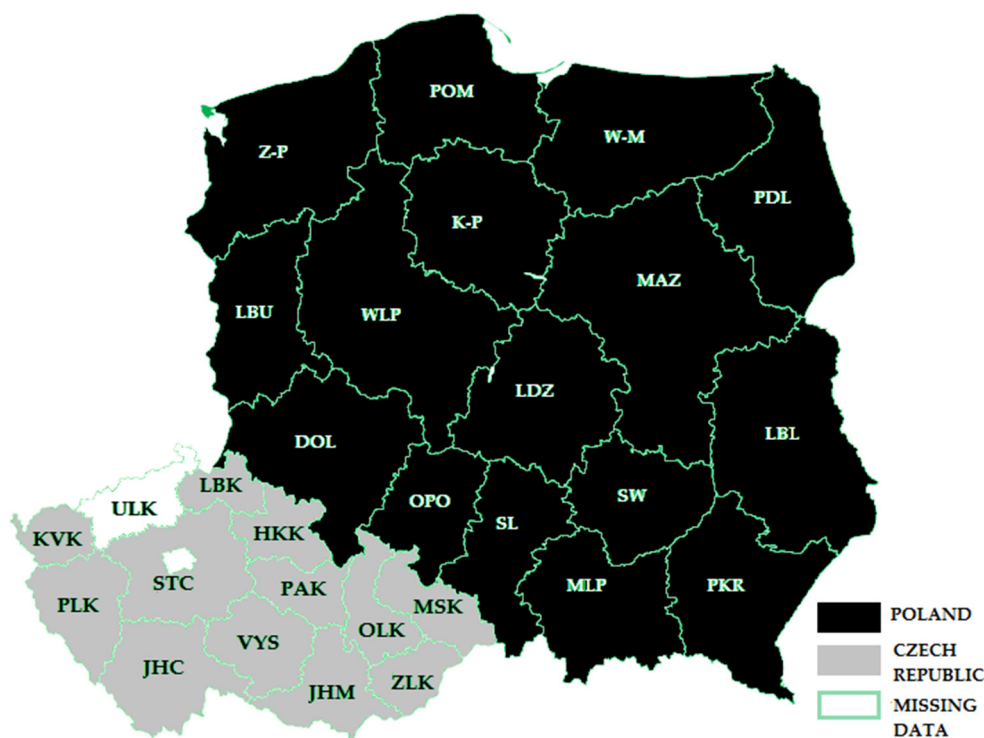 POM
W-M
Z-P
PDL
K-P
MAZ
LBU
WLP
LDZ
DOL
LBL
LBK
SW
OPO
ULK
SL
HKK
KVK
STC
PAK
MLP
PKR
PLK
MSK
OLK
VYS
JHC
ZLK
JHM
POLAND
CZECH
REPUBLIC
MISSING
DATA